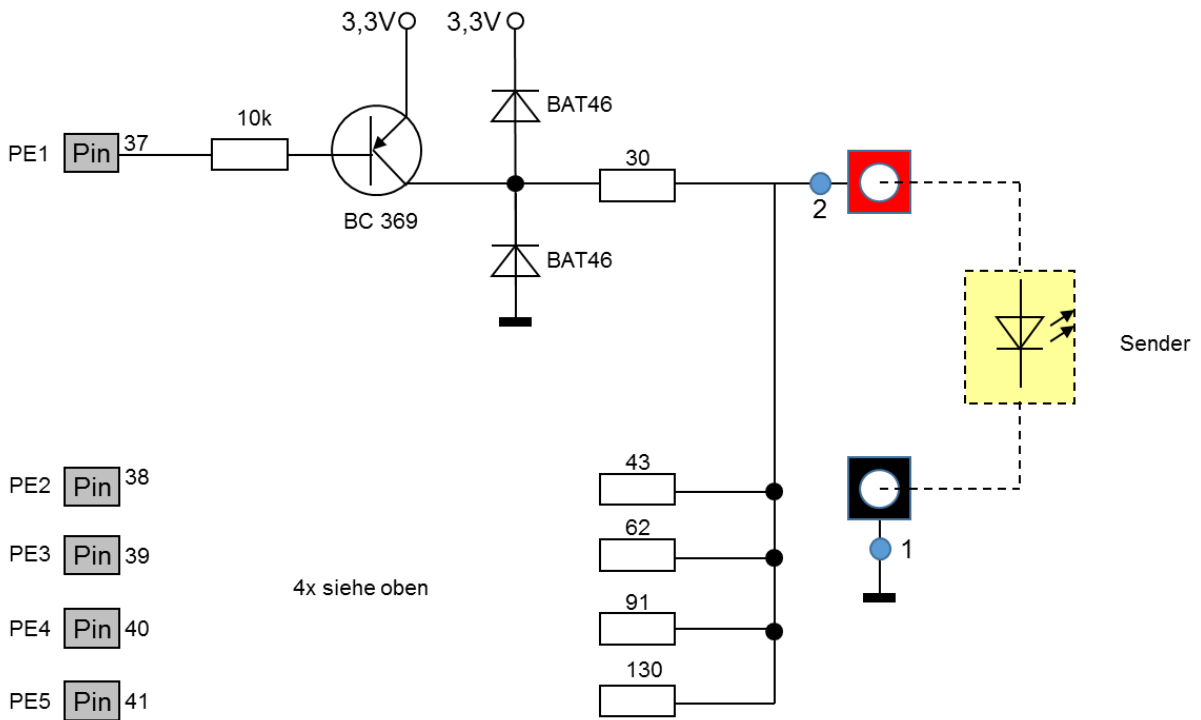 3,3V
3,3V
BAT46
10k
PE1
Pin
37
30
BC 369
2
BAT46
Sender
PE2
Pin
38
43
PE3
Pin
39
62
1
4x siehe oben
PE4
Pin
40
91
PE5
Pin
41
130